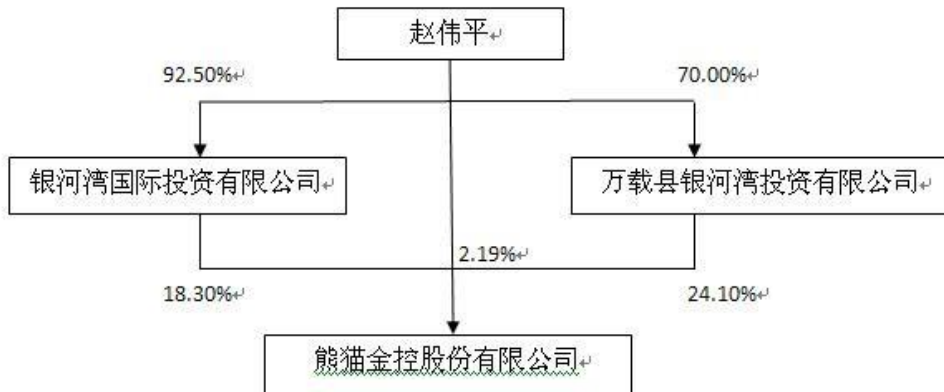 赵伟平
92.50%
70.00%
银河湾国际投资有限公司
万载县银河湾投资有限公司
2.19%
18.30%
24.10%
熊猫金控股份有限公司